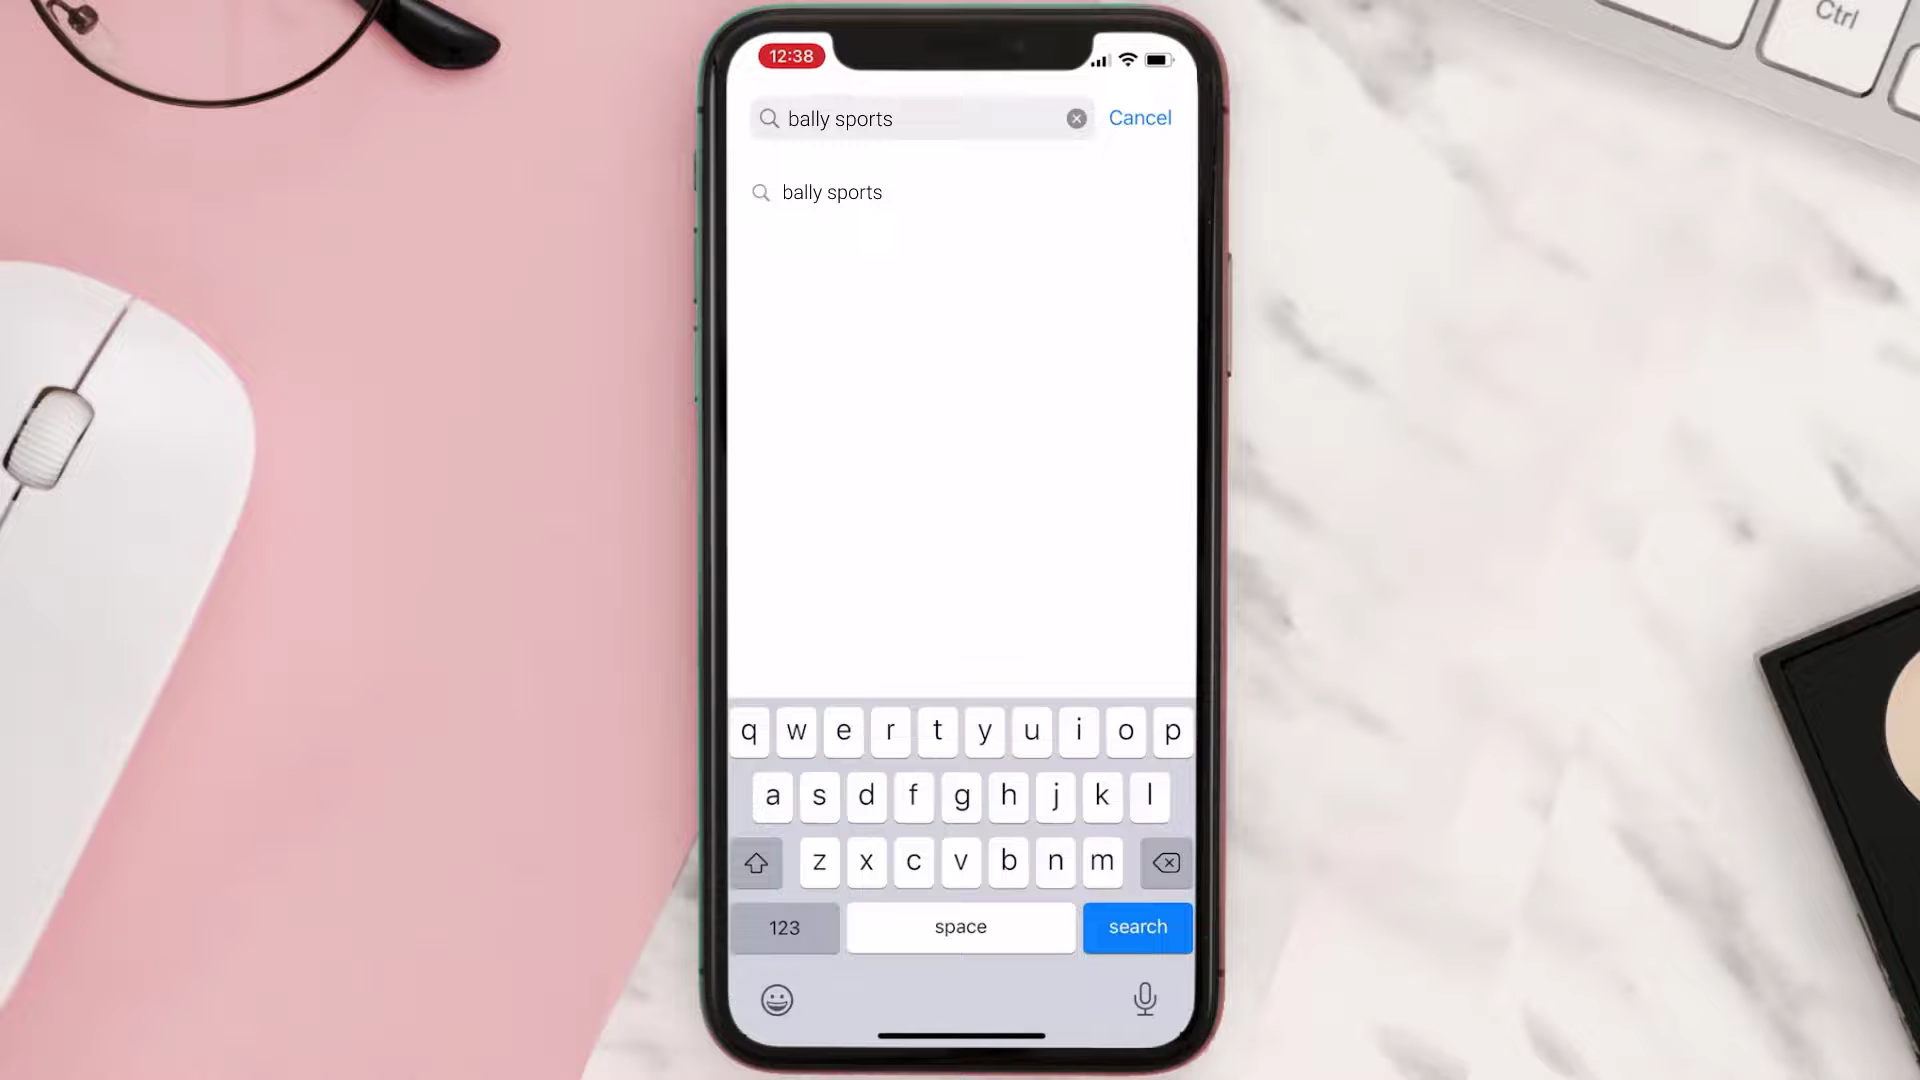 Ctrl
12:38
bally sports
Cancel
bally sports
q w e r t y u i o p
a s d f g h j k l
z x c v b n m
123 space search